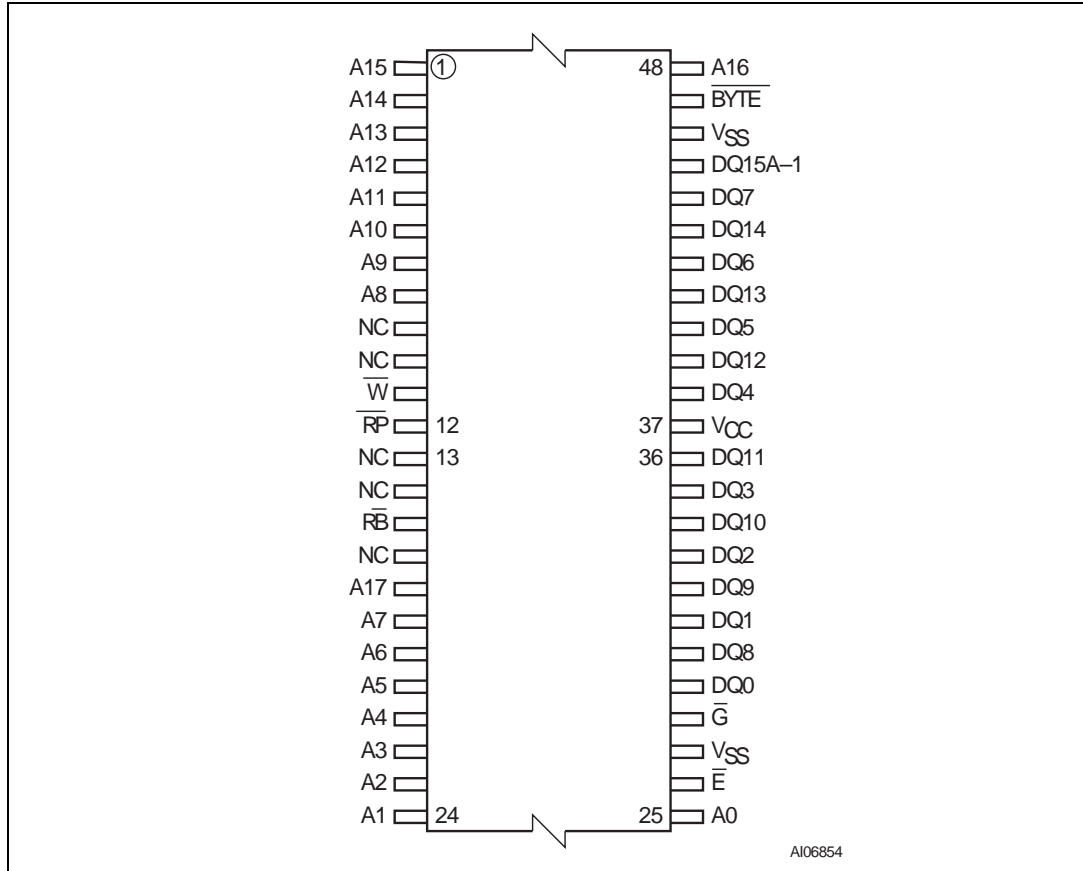 A15 ① 48 A16
A14 B̅Y̅T̅E̅
A13 VSS
A12 DQ15A–1
A11 DQ7
A10 DQ14
A9 DQ6
A8 DQ13
NC DQ5
NC DQ12
W̅ DQ4
R̅P̅ 12 37 VCC
NC 13 36 DQ11
NC DQ3
RB̅ DQ10
NC DQ2
A17 DQ9
A7 DQ1
A6 DQ8
A5 DQ0
A4 G̅
A3 VSS
A2 E̅
A1 24 25 A0
AI06854